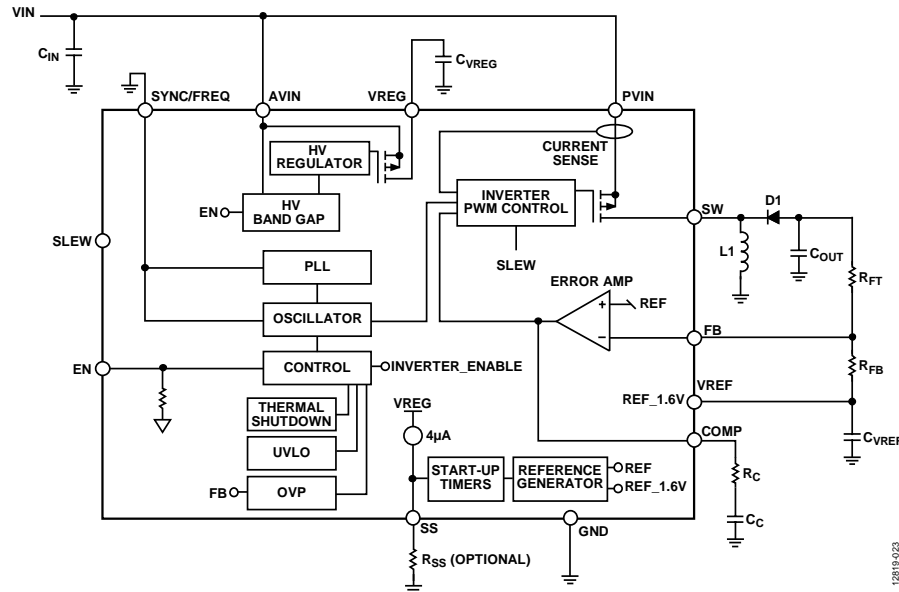 VIN
CIN
CVREG
SYNC/FREQ
AVIN
VREG
PVIN
HV
REGULATOR
CURRENT
SENSE
HV
BAND GAP
EN
INVERTER
PWM CONTROL
SLEW
SW
D1
L1
COUT
RFT
SLEW
PLL
OSCILLATOR
ERROR AMP
+
REF
−
FB
RFB
EN
CONTROL
INVERTER_ENABLE
VREF
REF_1.6V
THERMAL
SHUTDOWN
VREG
4µA
COMP
CVREF
UVLO
RC
FB
OVP
START-UP
TIMERS
REFERENCE
GENERATOR
REF
REF_1.6V
CC
SS
GND
RSS (OPTIONAL)
12819-023